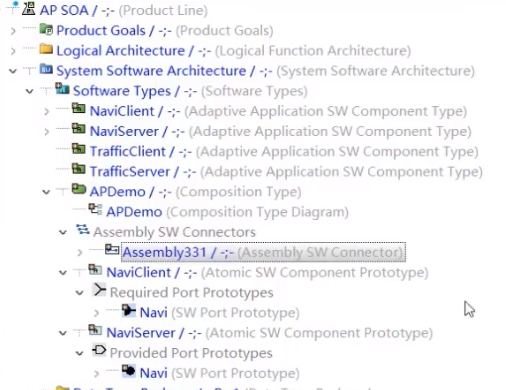 AP SOA / -;- (Product Line)
Product Goals / -;- (Product Goals)
Logical Architecture / -;- (Logical Function Architecture)
System Software Architecture / -;- (System Software Architecture)
Software Types / -;- (Software Types)
NaviClient / -;- (Adaptive Application SW Component Type)
NaviServer / -;- (Adaptive Application SW Component Type)
TrafficClient / -;- (Adaptive Application SW Component Type)
TrafficServer / -;- (Adaptive Application SW Component Type)
APDemo / -;- (Composition Type)
APDemo (Composition Type Diagram)
Assembly SW Connectors
Assembly331 / -;- (Assembly SW Connector)
NaviClient / -;- (Atomic SW Component Prototype)
Required Port Prototypes
Navi (SW Port Prototype)
NaviServer / -;- (Atomic SW Component Prototype)
Provided Port Prototypes
Navi (SW Port Prototype)